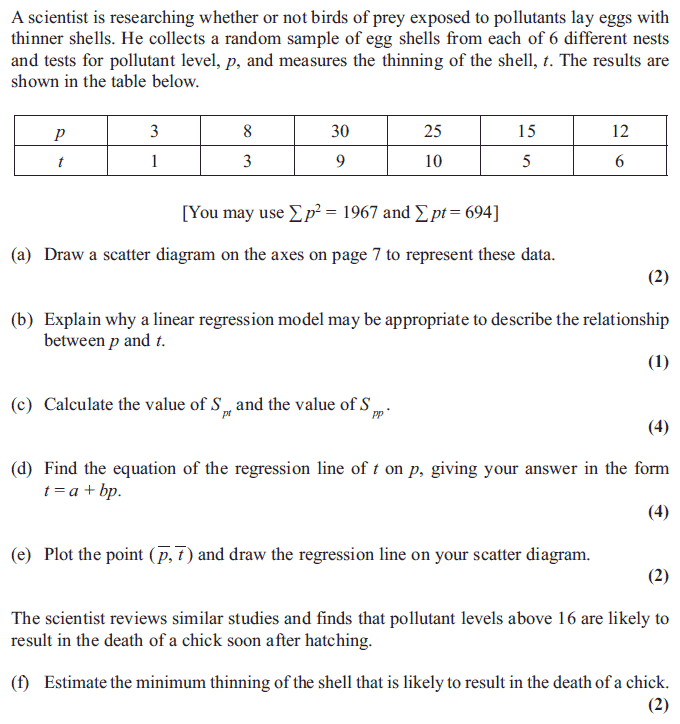 A scientist is researching whether or not birds of prey exposed to pollutants lay eggs with
thinner shells. He collects a random sample of egg shells from each of 6 different nests
and tests for pollutant level, p, and measures the thinning of the shell, t. The results are
shown in the table below.
p 3 8 30 25 15 12
t 1 3 9 10 5 6
[You may use ∑p² = 1967 and ∑pt = 694]
(a) Draw a scatter diagram on the axes on page 7 to represent these data.
(2)
(b) Explain why a linear regression model may be appropriate to describe the relationship
between p and t.
(1)
(c) Calculate the value of Sₚₜ and the value of Sₚₚ.
(4)
(d) Find the equation of the regression line of t on p, giving your answer in the form
t = a + bp.
(4)
(e) Plot the point (p̅, t̅) and draw the regression line on your scatter diagram.
(2)
The scientist reviews similar studies and finds that pollutant levels above 16 are likely to
result in the death of a chick soon after hatching.
(f) Estimate the minimum thinning of the shell that is likely to result in the death of a chick.
(2)